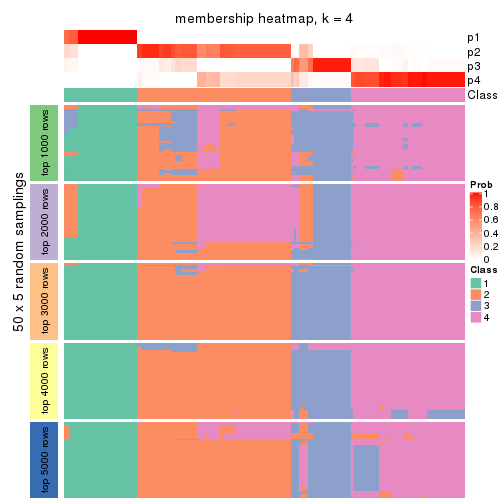 membership heatmap, k = 4
p1
p2
p3
p4
Class
50 x 5 random samplings
top 1000 rows
top 2000 rows
top 3000 rows
top 4000 rows
top 5000 rows
Prob
1
0.8
0.6
0.4
0.2
0
Class
1
2
3
4